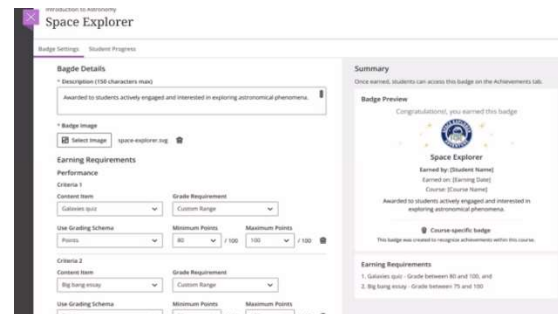 Introduction to Astronomy
Space Explorer
Badge Settings Student Progress
Bagde Details
* Description (150 characters max)
Awarded to students actively engaged and interested in exploring astronomical phenomena.
* Badge Image
Select Image space-explorer.svg
Earning Requirements
Performance
Criteria 1
Content Item Grade Requirement
Galaxies quiz Custom Range
Use Grading Schema Minimum Points Maximum Points
Points 80 / 100 100 / 100
Criteria 2
Content Item Grade Requirement
Big bang essay Custom Range
Use Grading Schema Minimum Points Maximum Points
Summary
Once earned, students can access this badge on the Achievements tab.
Badge Preview
Congratulations!, you earned this badge
Space Explorer
Earned by: [Student Name]
Earned on: [Earning Date]
Course: [Course Name]
Awarded to students actively engaged and interested in
exploring astronomical phenomena.
Course-specific badge
This badge was created to recognize achievements within this course.
Earning Requirements
1. Galaxies quiz - Grade between 80 and 100, and
2. Big bang essay - Grade between 75 and 100